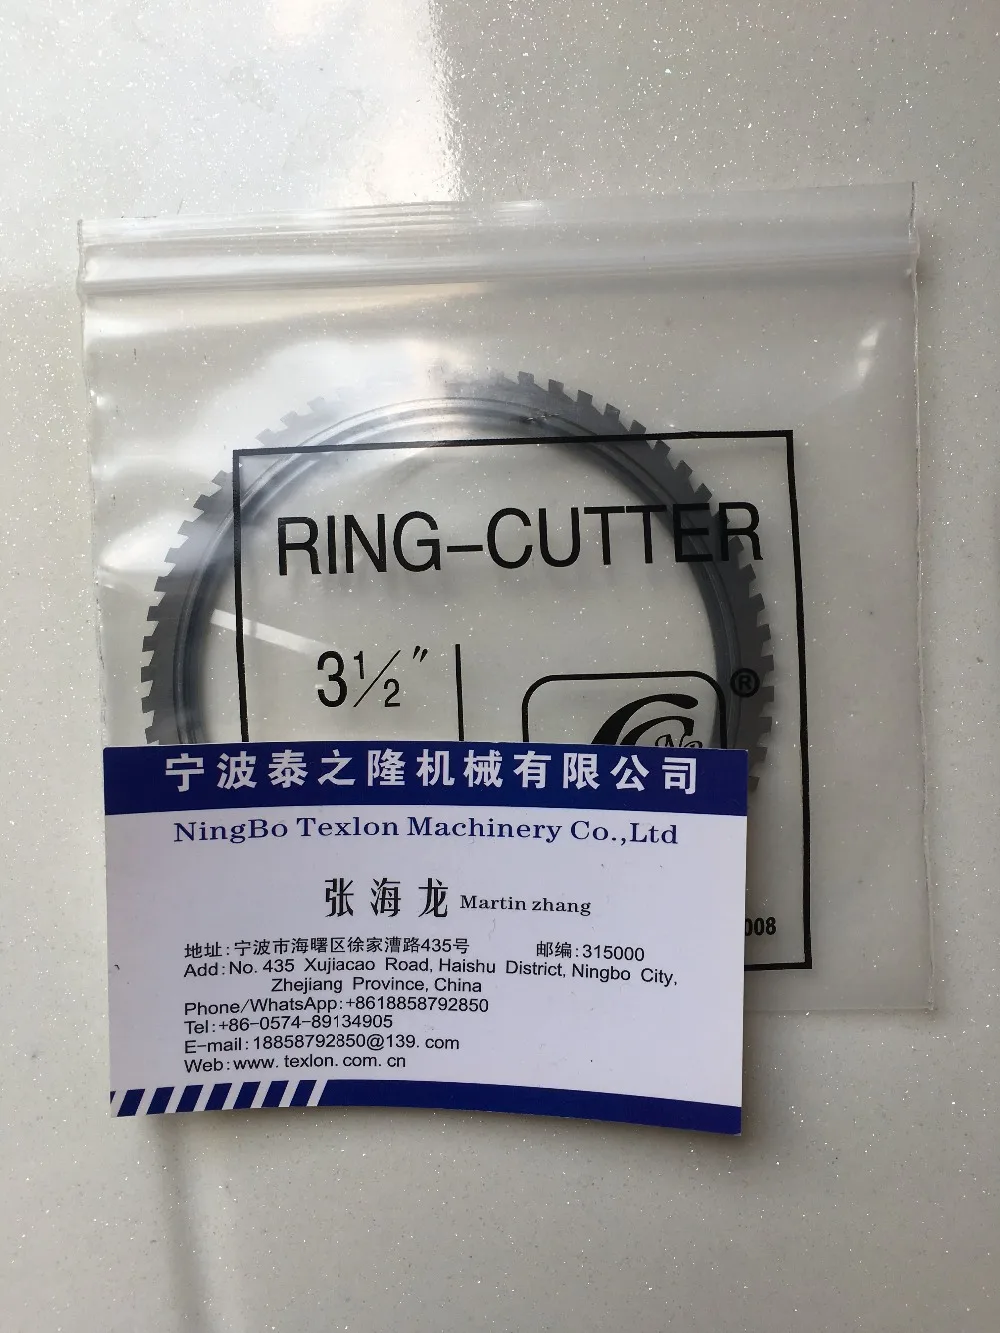 RING-CUTTER
3½"
®
宁波泰之隆机械有限公司
NingBo Texlon Machinery Co.,Ltd
张海龙 Martin zhang
地址:宁波市海曙区徐家漕路435号 邮编:315000
Add:No. 435 Xujiacao Road, Haishu District, Ningbo City,
Zhejiang Province, China
Phone/WhatsApp:+8618858792850
Tel:+86-0574-89134905
E-mail:18858792850@139.com
Web:www.texlon.com.cn
008